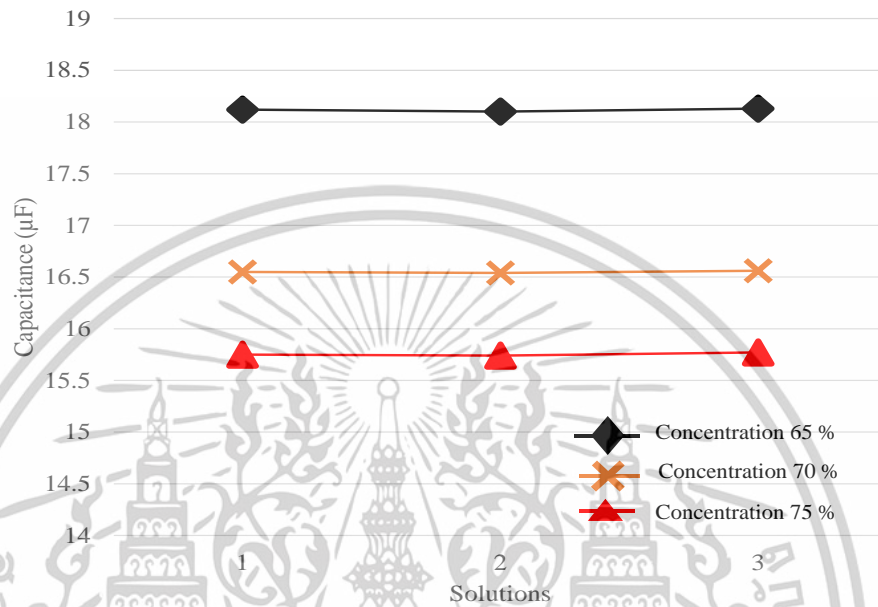 19
18.5
18
17.5
17
16.5
16
15.5
15
14.5
14
Capacitance (µF)
Concentration 65 %
Concentration 70 %
Concentration 75 %
1 2 3
Solutions